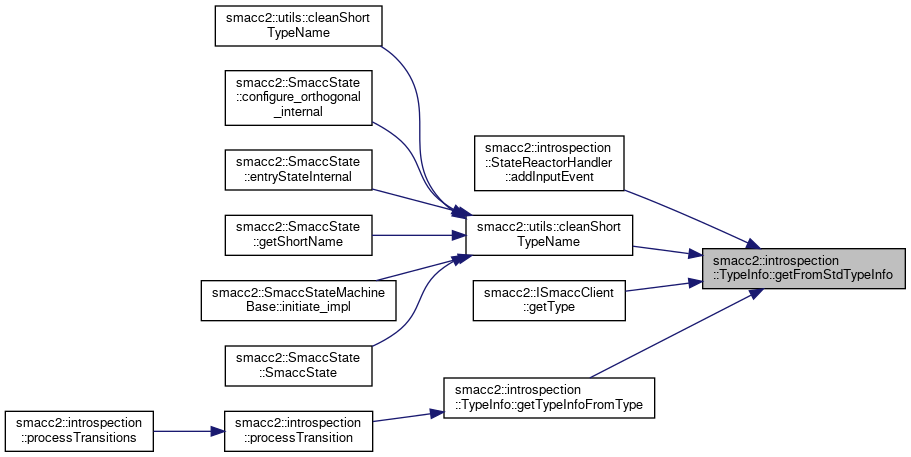 smacc2::utils::cleanShort
TypeName
smacc2::SmaccState
::configure_orthogonal
_internal
smacc2::SmaccState
::entryStateInternal
smacc2::SmaccState
::getShortName
smacc2::SmaccStateMachine
Base::initiate_impl
smacc2::SmaccState
::SmaccState
smacc2::introspection
::processTransitions
smacc2::introspection
::processTransition
smacc2::introspection
::StateReactorHandler
::addInputEvent
smacc2::utils::cleanShort
TypeName
smacc2::ISmaccClient
::getType
smacc2::introspection
::TypeInfo::getTypeInfoFromType
smacc2::introspection
::TypeInfo::getFromStdTypeInfo